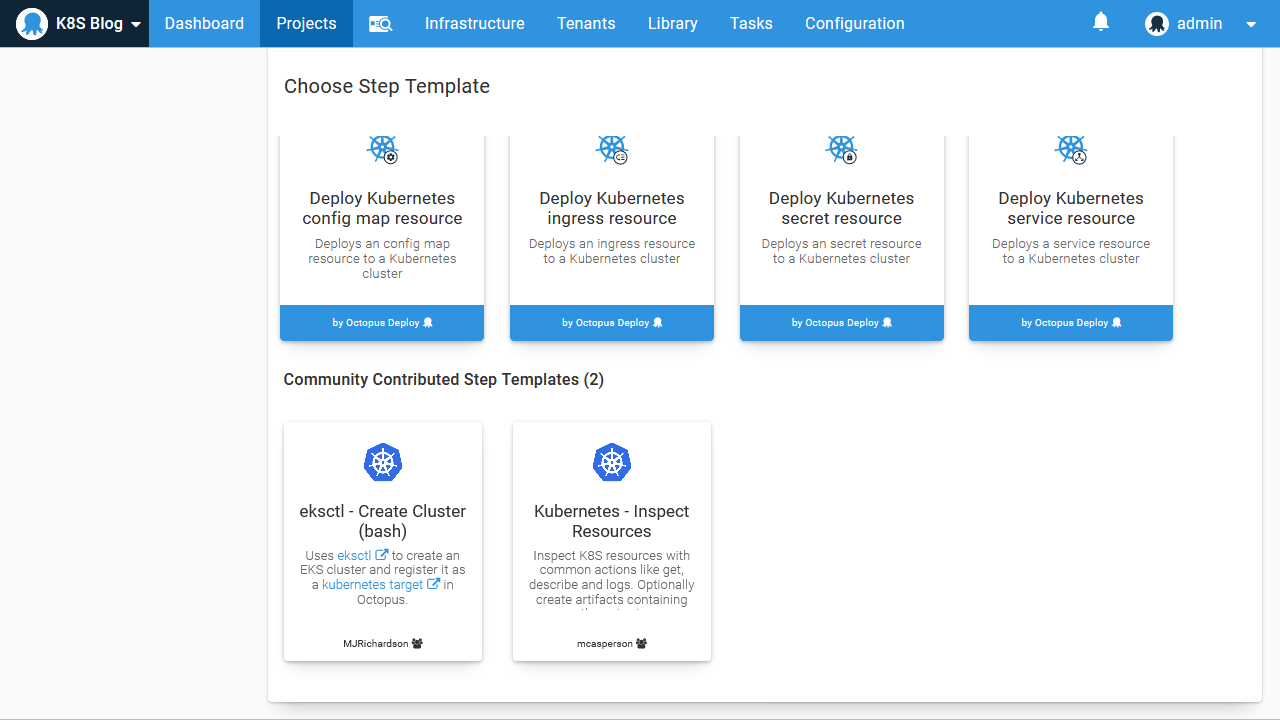 K8S Blog
Dashboard
Projects
Infrastructure
Tenants
Library
Tasks
Configuration
admin
Choose Step Template
Deploy Kubernetes
config map resource
Deploys an config map
resource to a Kubernetes
cluster
by Octopus Deploy
Deploy Kubernetes
ingress resource
Deploys an ingress resource
to a Kubernetes cluster
by Octopus Deploy
Deploy Kubernetes
secret resource
Deploys an secret resource
to a Kubernetes cluster
by Octopus Deploy
Deploy Kubernetes
service resource
Deploys a service resource
to a Kubernetes cluster
by Octopus Deploy
Community Contributed Step Templates (2)
eksctl - Create Cluster
(bash)
Uses eksctl to create an
EKS cluster and register it as
a kubernetes target in
Octopus.
MJRichardson
Kubernetes - Inspect
Resources
Inspect K8S resources with
common actions like get,
describe and logs. Optionally
create artifacts containing
mcasperson